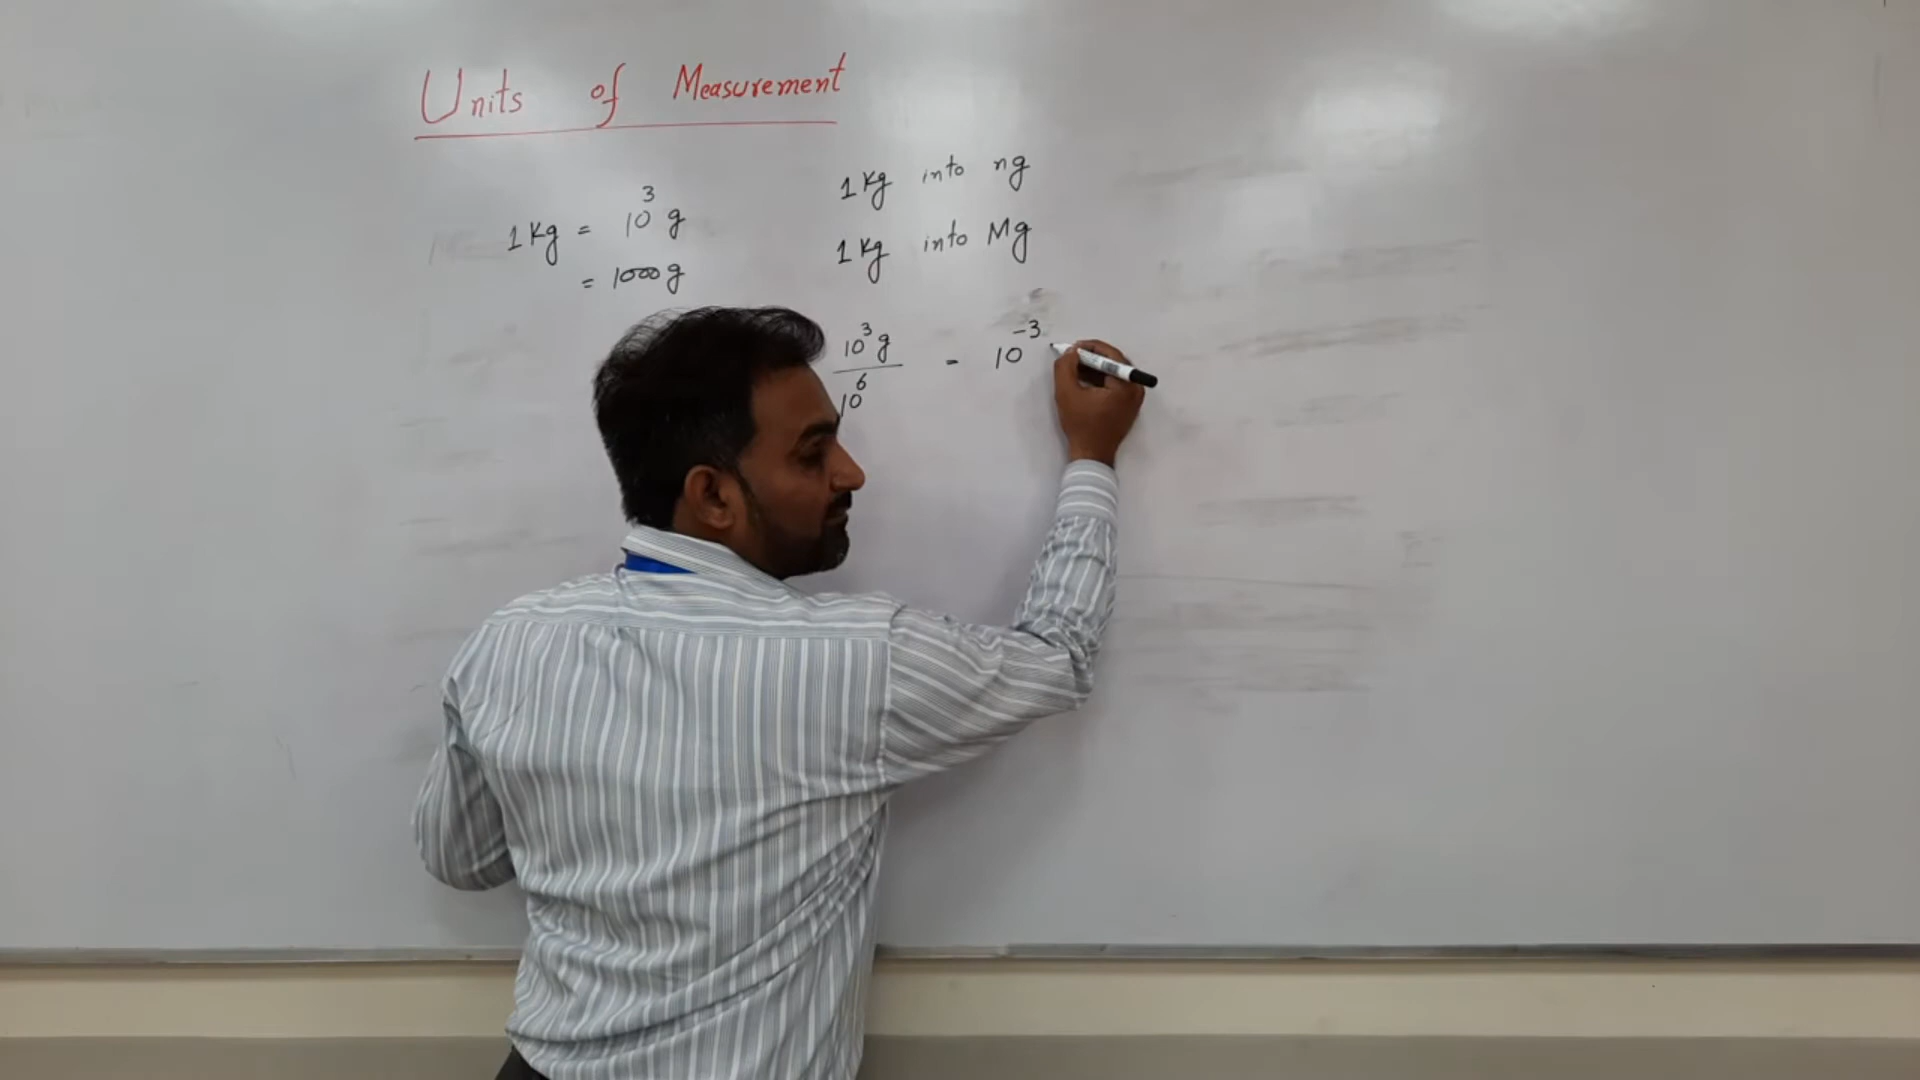 Units of Measurement
1 Kg = 10³ g
= 1000 g
1 Kg into ng
1 Kg into Mg
10³ g / 10⁶ = 10⁻³